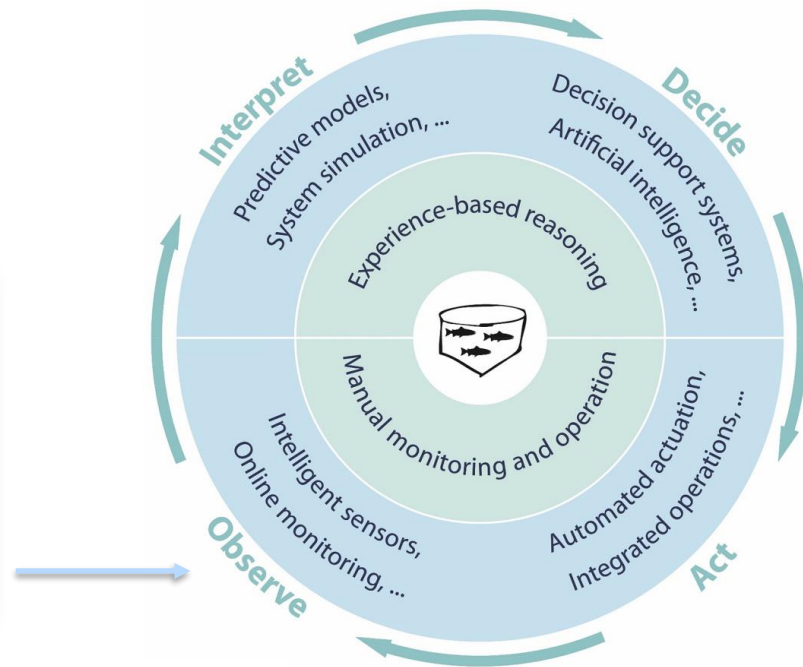 Interpret
Predictive models,
System simulation, ...
Decide
Decision support systems,
Artificial intelligence, ...
Experience-based reasoning
Manual monitoring and operation
Observe
Intelligent sensors,
Online monitoring, ...
Act
Automated actuation,
Integrated operations, ...